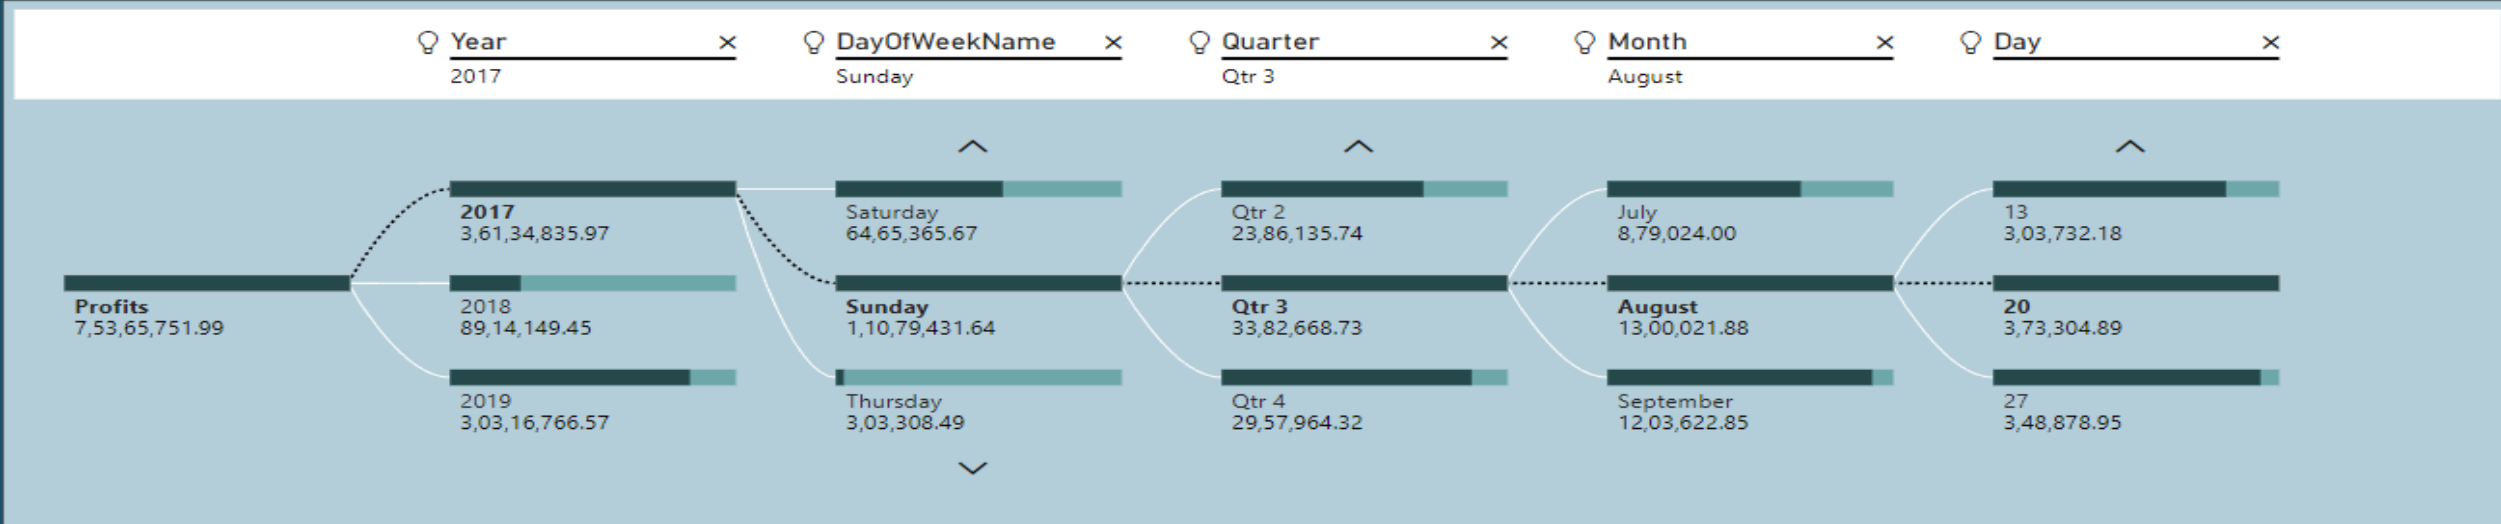 Year
2017
DayOfWeekName
Sunday
Quarter
Qtr 3
Month
August
Day
Profits
7,53,65,751.99
2017
3,61,34,835.97
2018
89,14,149.45
2019
3,03,16,766.57
Saturday
64,65,365.67
Sunday
1,10,79,431.64
Thursday
3,03,308.49
Qtr 2
23,86,135.74
Qtr 3
33,82,668.73
Qtr 4
29,57,964.32
July
8,79,024.00
August
13,00,021.88
September
12,03,622.85
13
3,03,732.18
20
3,73,304.89
27
3,48,878.95